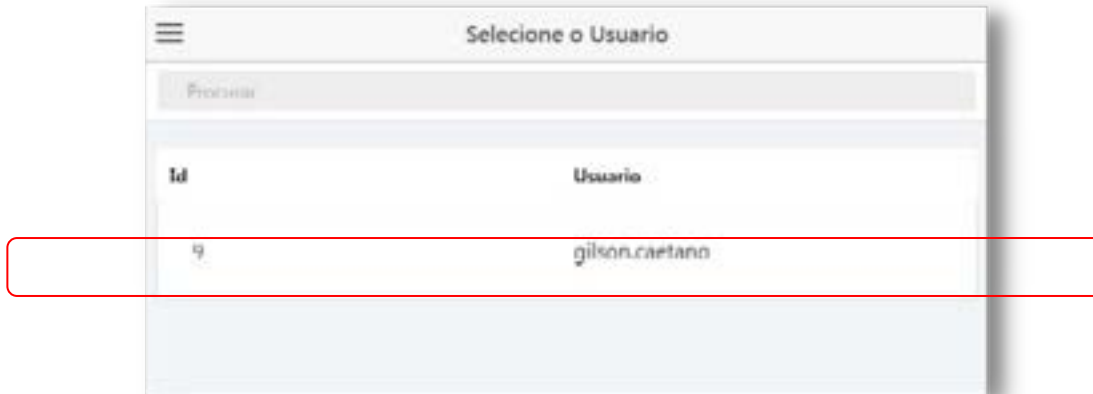 Selecione o Usuario
Procurar
Id Usuario
9 gilson.caetano